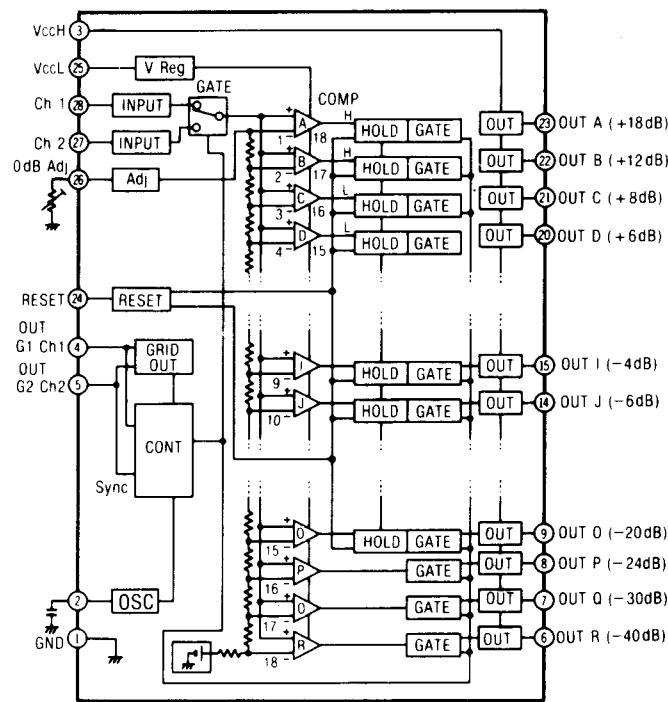 VccH 3
VccL 25 V Reg
GATE
COMP
Ch 1 28 INPUT
+ A 18 H HOLD GATE OUT 23 OUT A (+18dB)
1 -
Ch 2 27 INPUT
+ B 17 H HOLD GATE OUT 22 OUT B (+12dB)
2 -
0dB Adj 26 Adj
+ C 16 L HOLD GATE OUT 21 OUT C (+8dB)
3 -
+ D 15 L HOLD GATE OUT 20 OUT D (+6dB)
4 -
RESET 24 RESET
OUT
G1 Ch1 4 GRID OUT
OUT
G2 Ch2 5
+ I HOLD GATE OUT 15 OUT I (-4dB)
9 -
J HOLD GATE OUT 14 OUT J (-6dB)
10 -
CONT
Sync
+ O HOLD GATE OUT 9 OUT O (-20dB)
15 -
P GATE OUT 8 OUT P (-24dB)
16 -
2 OSC
O GATE OUT 7 OUT Q (-30dB)
17 -
GND 1
+ R GATE OUT 6 OUT R (-40dB)
18 -